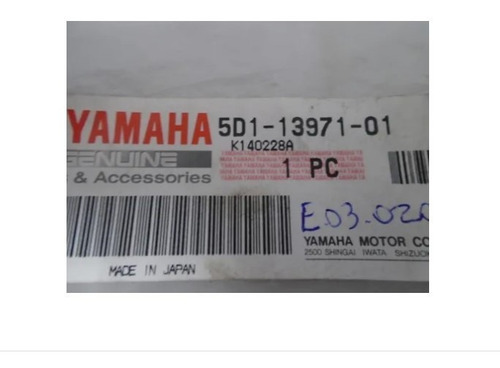 YAMAHA 5D1-13971-01
GENUINE K140228A
& Accessories 1 PC
E03.020
YAMAHA MOTOR CO
2500 SHINGAI IWATA SHIZUOK
MADE IN JAPAN